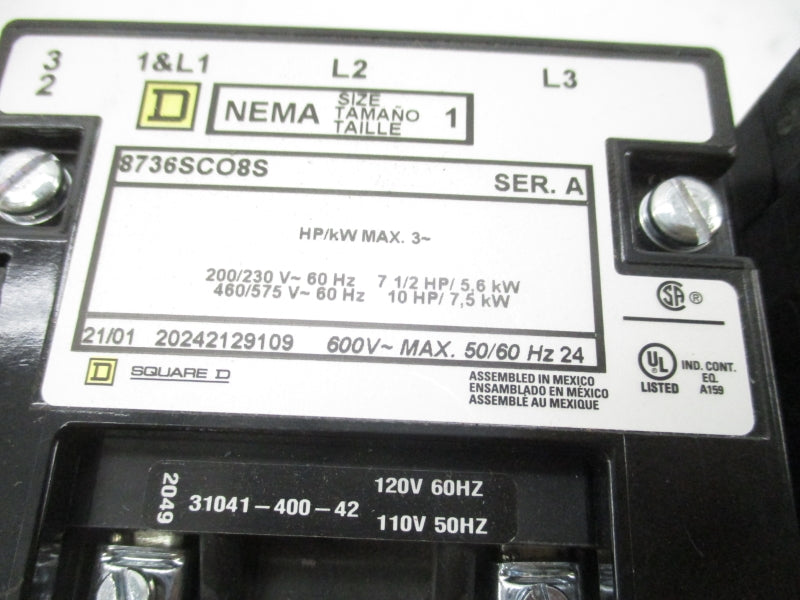 3
2
1&L1
L2
L3
D
NEMA
SIZE
TAMAÑO
TAILLE
1
8736SCO8S
SER. A
HP/kW MAX. 3~
200/230 V~ 60 Hz 7 1/2 HP/ 5,6 kW
460/575 V~ 60 Hz 10 HP/ 7,5 kW
21/01 20242129109 600V~ MAX. 50/60 Hz 24
D SQUARE D
ASSEMBLED IN MEXICO
ENSAMBLADO EN MÉXICO
ASSEMBLÉ AU MEXIQUE
SA ®
UL
LISTED
IND. CONT.
EQ.
A159
2049
31041-400-42
120V 60HZ
110V 50HZ